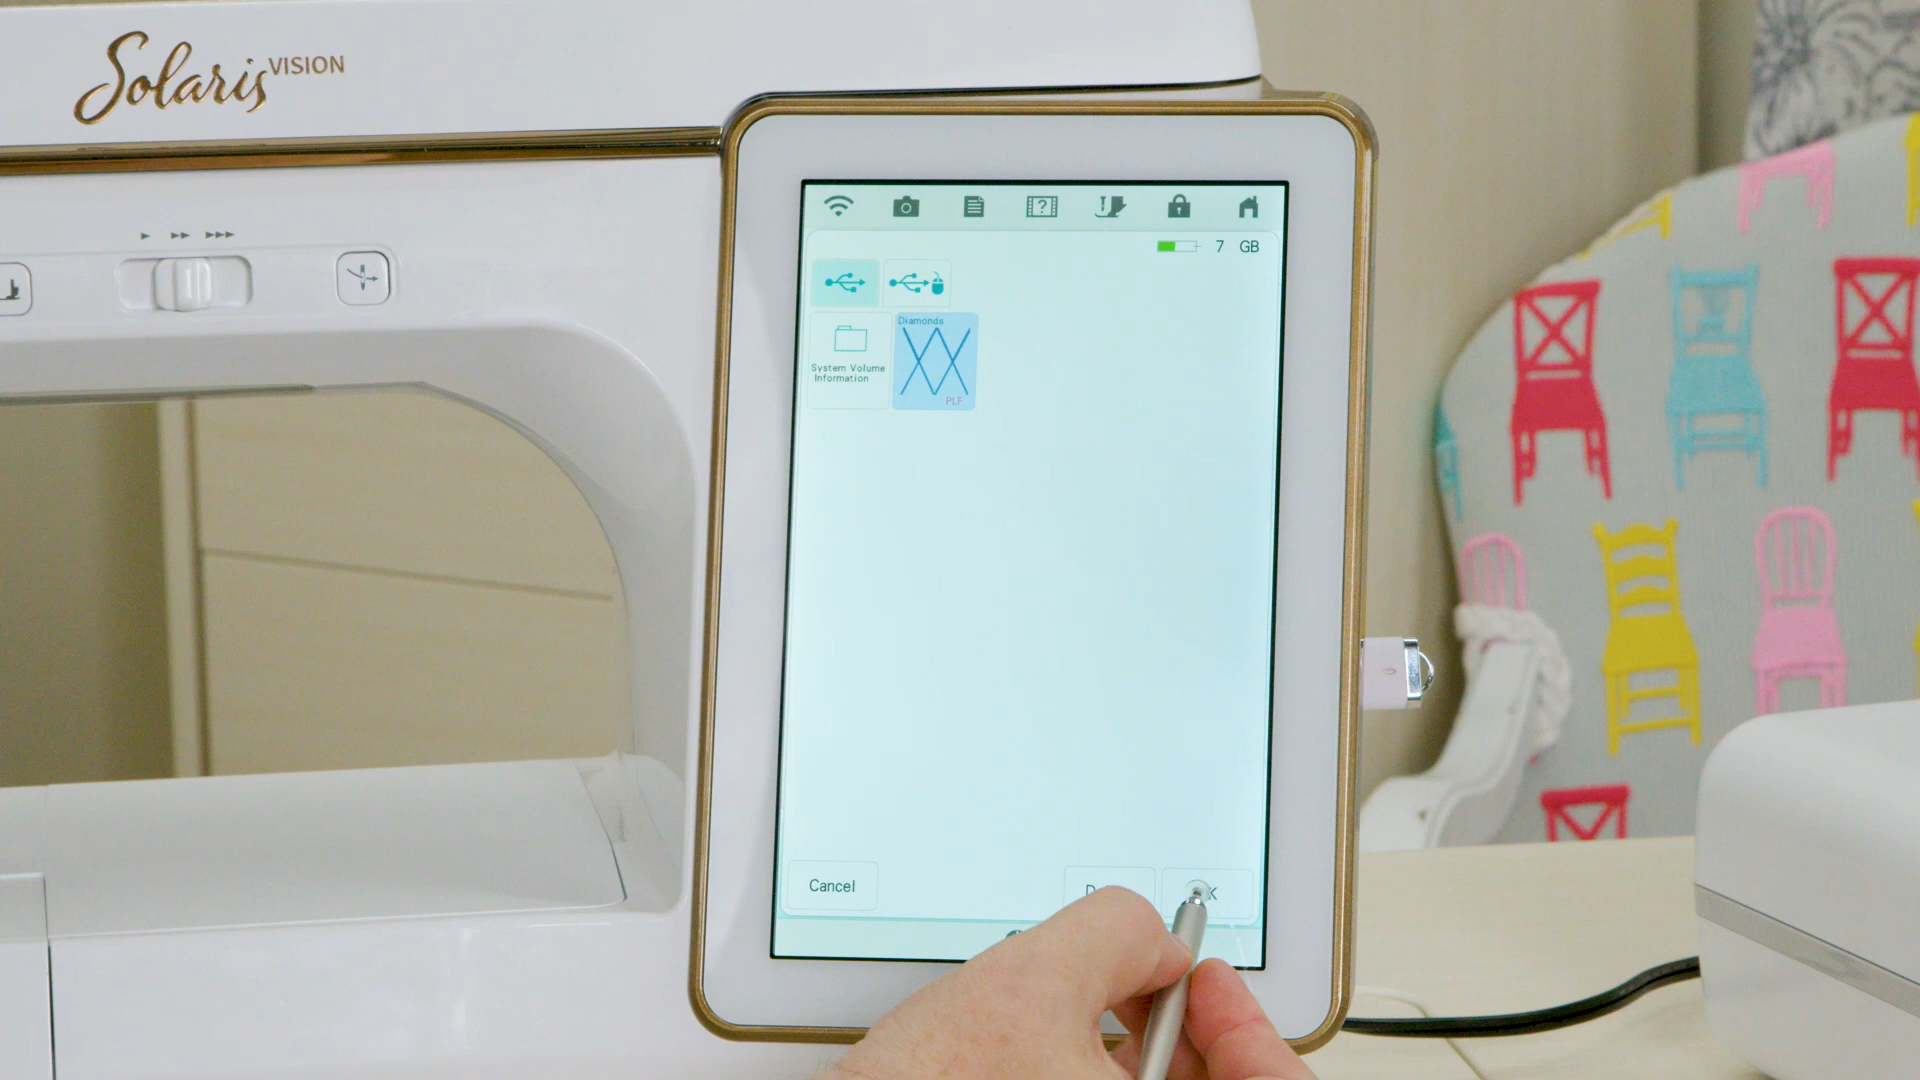 Solaris VISION
7 GB
Diamonds
System Volume
Information
PLF
Cancel